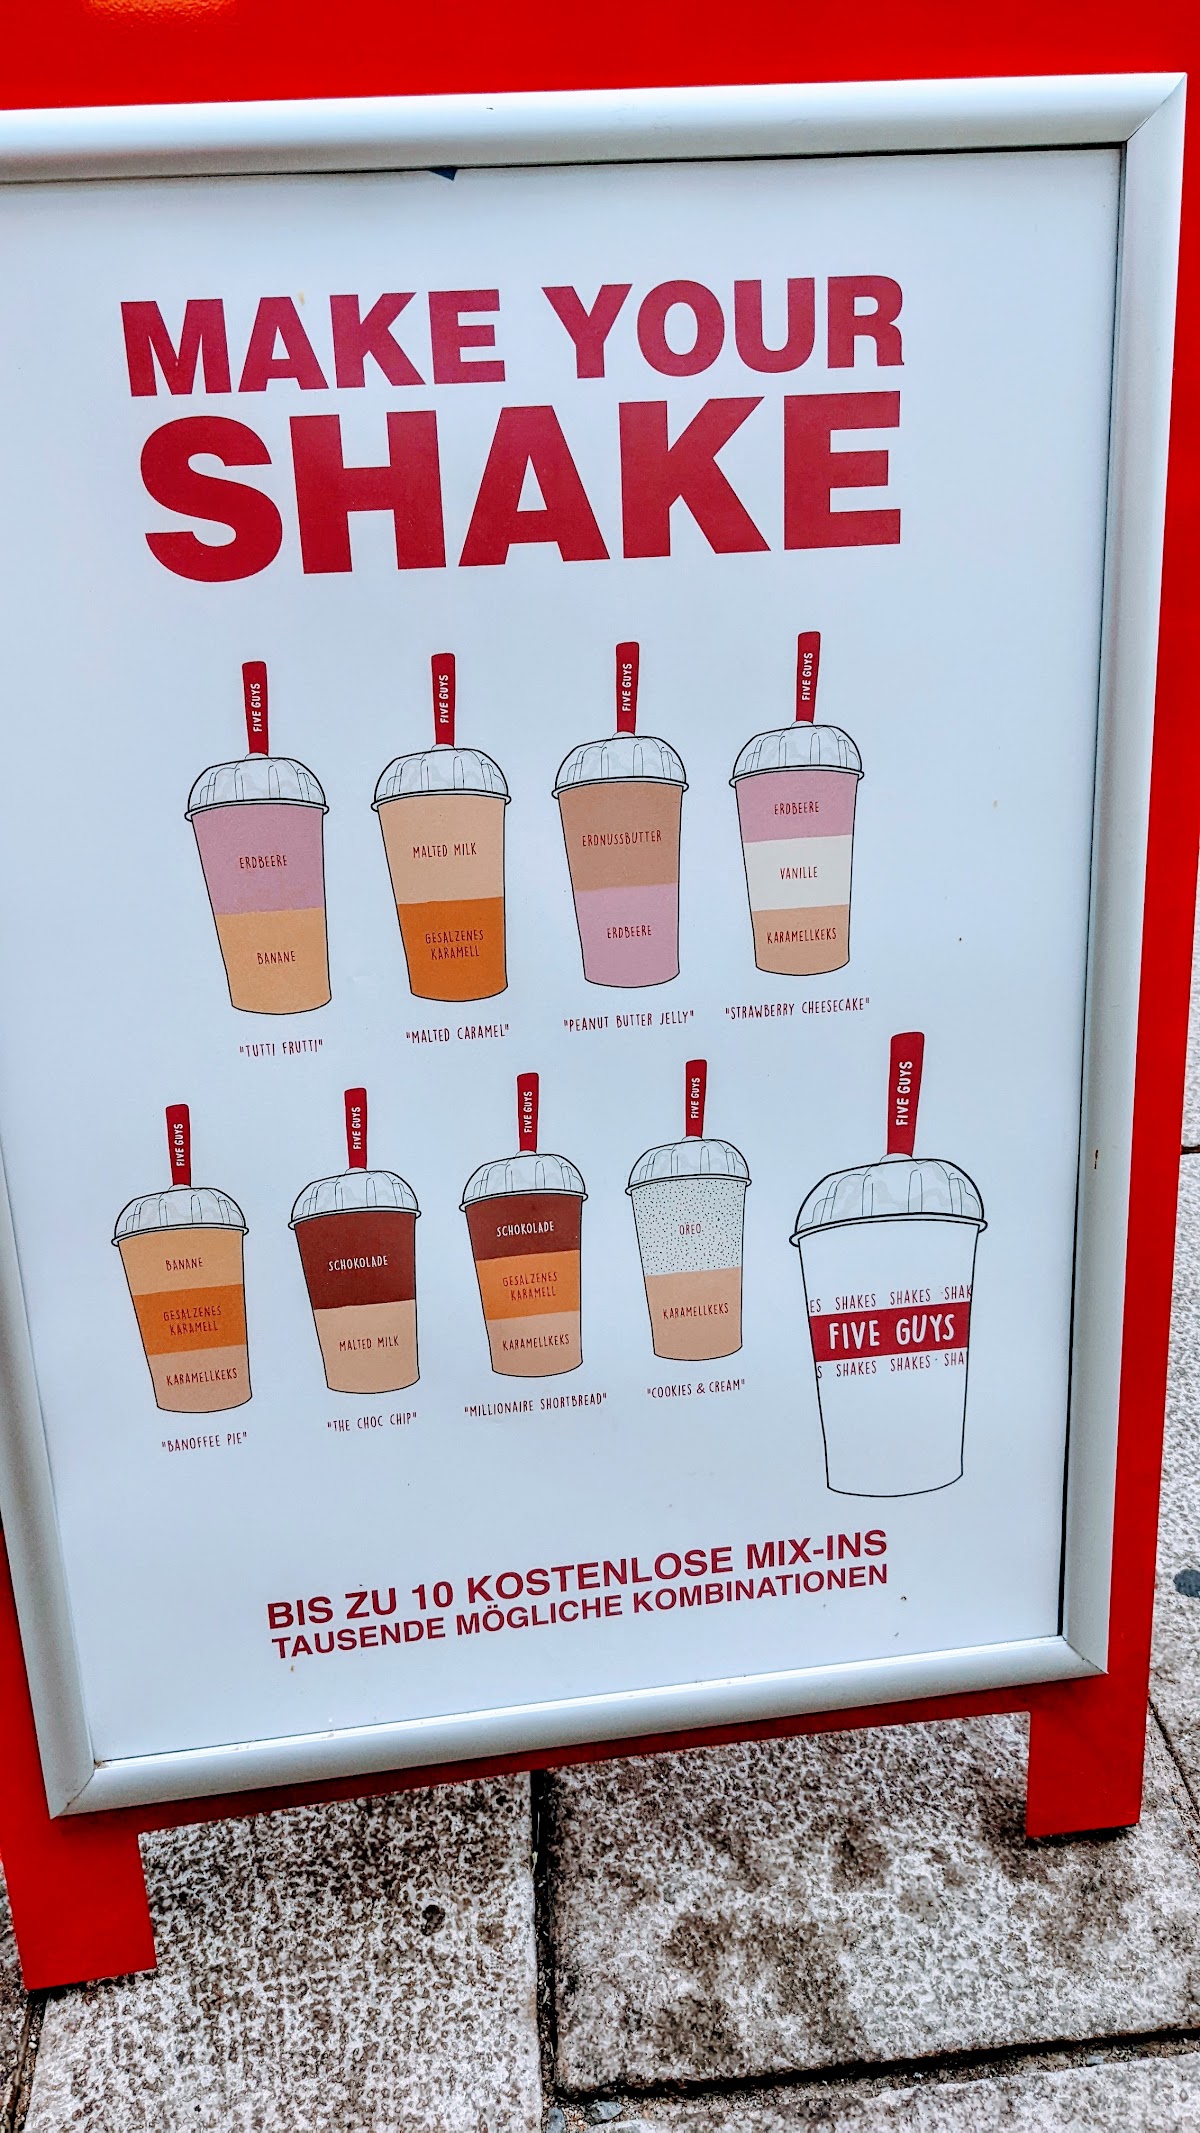 MAKE YOUR
SHAKE
FIVE GUYS
FIVE GUYS
FIVE GUYS
FIVE GUYS
ERDBEERE
BANANE
"TUTTI FRUTTI"
MALTED MILK
GESALZENES
KARAMELL
"MALTED CARAMEL"
ERDNUSSBUTTER
ERDBEERE
"PEANUT BUTTER JELLY"
ERDBEERE
VANILLE
KARAMELLKEKS
"STRAWBERRY CHEESECAKE"
FIVE GUYS
FIVE GUYS
FIVE GUYS
FIVE GUYS
FIVE GUYS
BANANE
GESALZENES
KARAMELL
KARAMELLKEKS
"BANOFFEE PIE"
SCHOKOLADE
MALTED MILK
"THE CHOC CHIP"
SCHOKOLADE
GESALZENES
KARAMELL
KARAMELLKEKS
"MILLIONAIRE SHORTBREAD"
OREO
KARAMELLKEKS
"COOKIES & CREAM"
ES SHAKES SHAKES · SHAK
FIVE GUYS
S SHAKES SHAKES · SHA
BIS ZU 10 KOSTENLOSE MIX-INS
TAUSENDE MÖGLICHE KOMBINATIONEN